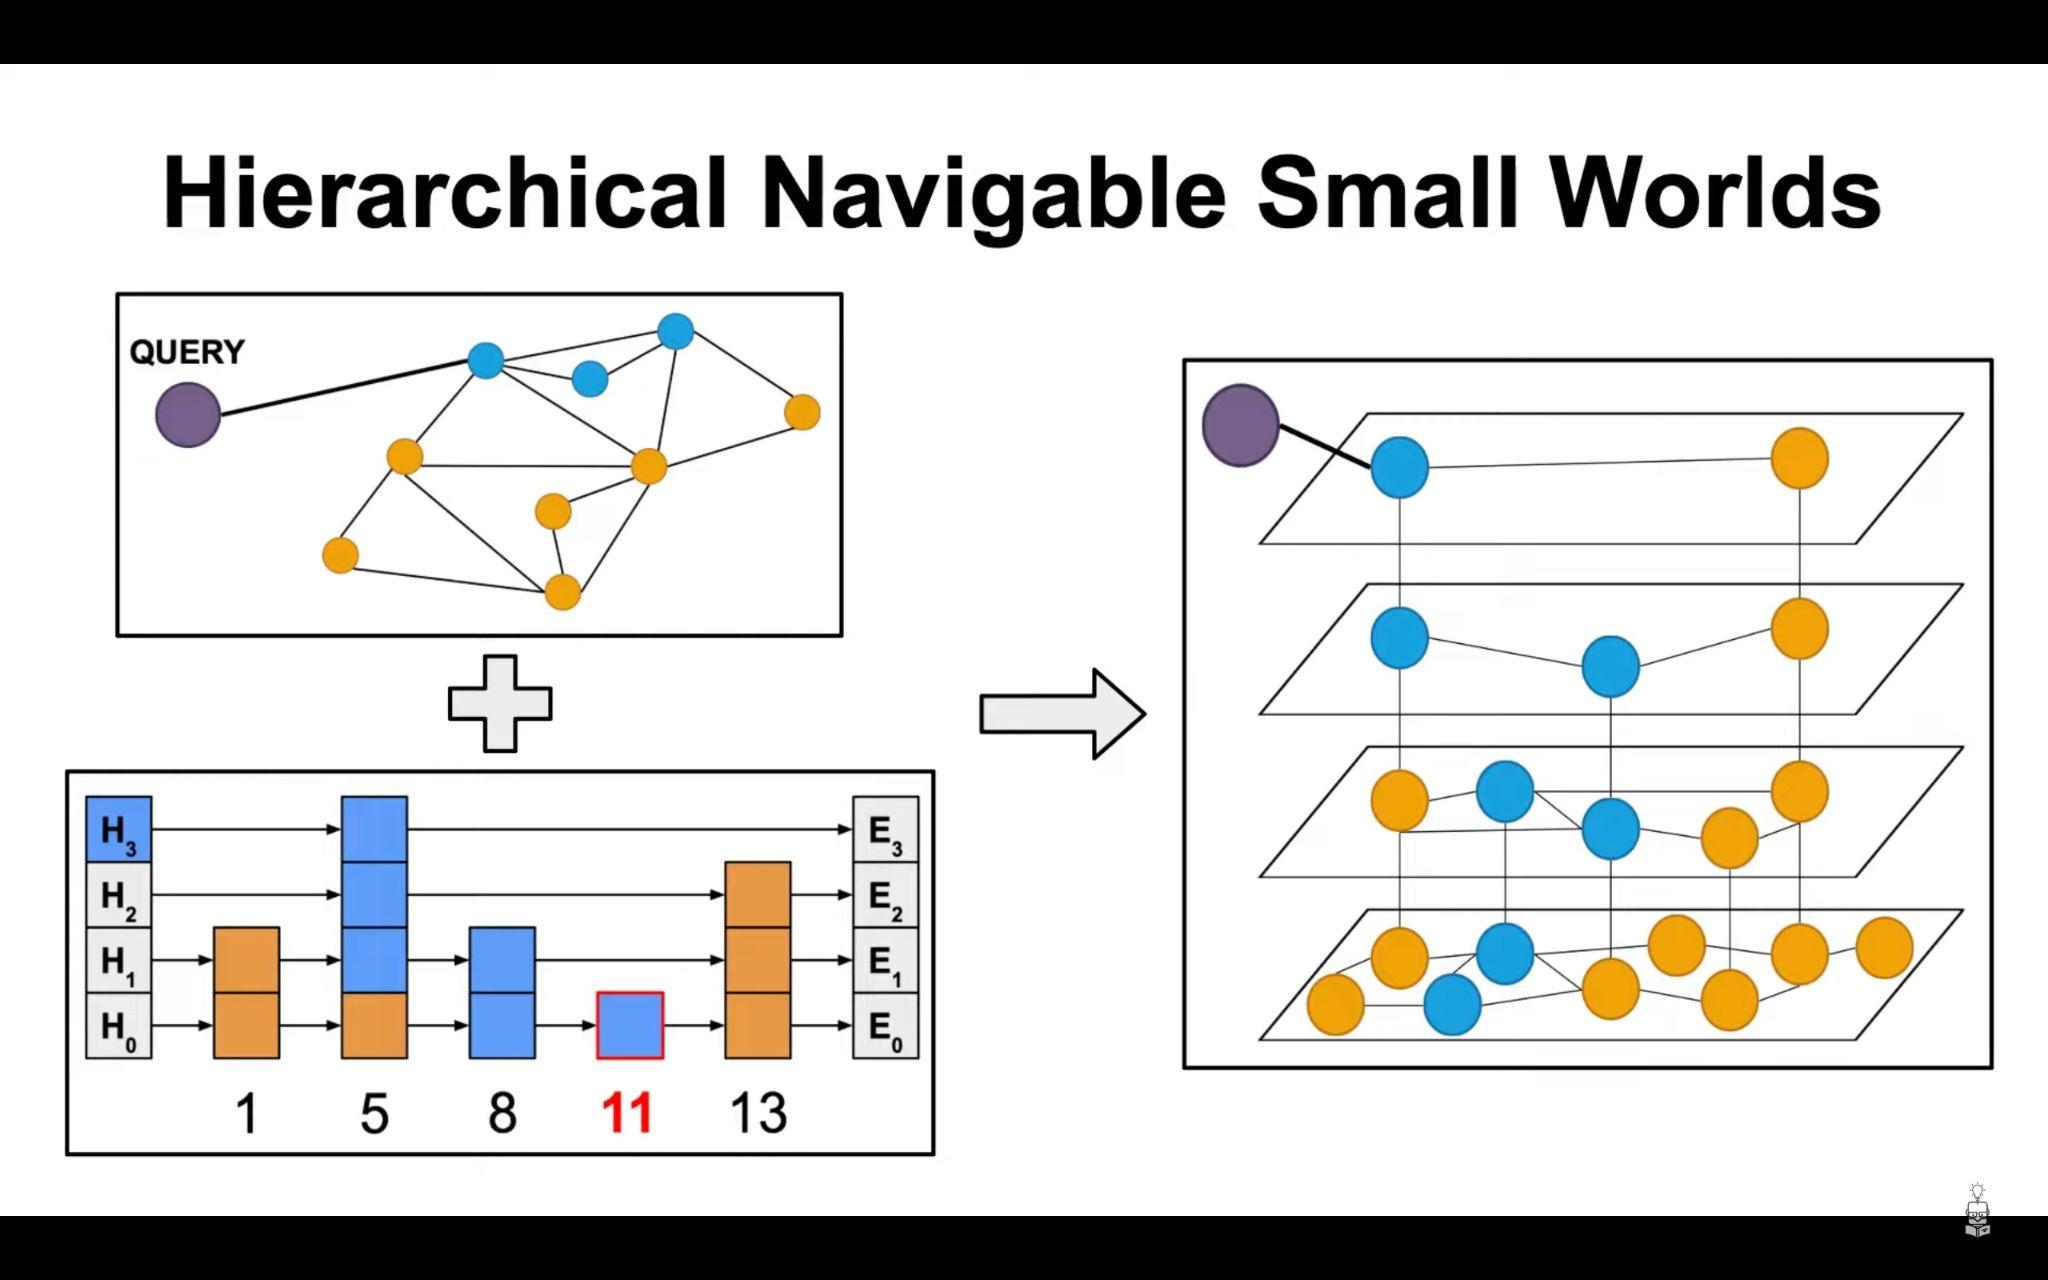 Hierarchical Navigable Small Worlds
QUERY
H3 E3
H2 E2
H1 E1
H0 E0
1 5 8 11 13